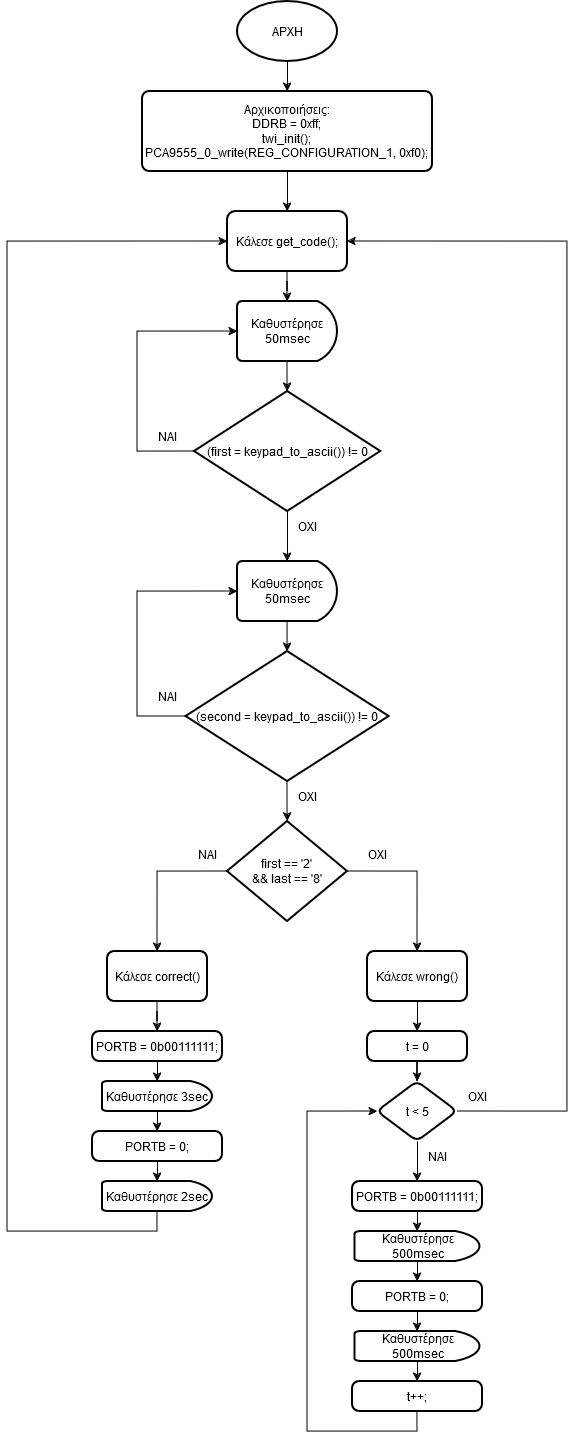 ΑΡΧΗ
Αρχικοποιήσεις:
DDRB = 0xff;
twi_init();
PCA9555_0_write(REG_CONFIGURATION_1, 0xf0);
Κάλεσε get_code();
Καθυστέρησε
50msec
ΝΑΙ
(first = keypad_to_ascii()) != 0
ΟΧΙ
Καθυστέρησε
50msec
ΝΑΙ
(second = keypad_to_ascii()) != 0
ΟΧΙ
ΝΑΙ
first == '2'
&& last == '8'
ΟΧΙ
Κάλεσε correct()
PORTB = 0b00111111;
Καθυστέρησε 3sec
PORTB = 0;
Καθυστέρησε 2sec
Κάλεσε wrong()
t = 0
t < 5
ΟΧΙ
ΝΑΙ
PORTB = 0b00111111;
Καθυστέρησε
500msec
PORTB = 0;
Καθυστέρησε
500msec
t++;